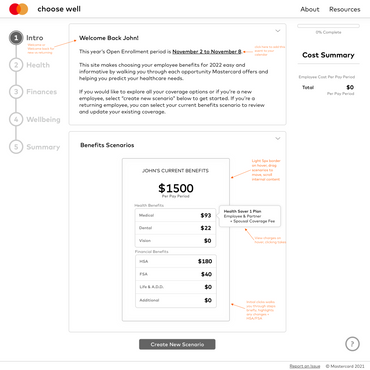 choose well
About
Resources
1 Intro
2 Health
3 Finances
4 Wellbeing
5 Summary
Welcome Back John!
This year's Open Enrollment period is November 2 to November 8.
This site makes choosing your employee benefits for 2022 easy and
informative by walking you through each opportunity Mastercard offers and
helping you predict your healthcare needs.
If you would like to explore all your coverage options or if you're a new
employee, select "create new scenario" below to get started. If you're a
returning employee, you can select your current benefits scenario to review
and update your existing coverage.
0% Complete
Cost Summary
Employee Cost Per Pay Period
Total $0
Per Pay Period
Benefits Scenarios
JOHN'S CURRENT BENEFITS
$1500
Per Pay Period
Health Benefits
Medical $93
Dental $22
Vision $0
Financial Benefits
HSA $180
FSA $40
Life & A.D.D. $0
Additional $0
Health Saver 1 Plan
Employee & Partner
+ Spousal Coverage Fee
Create New Scenario
?
Report an Issue
© Mastercard 2021